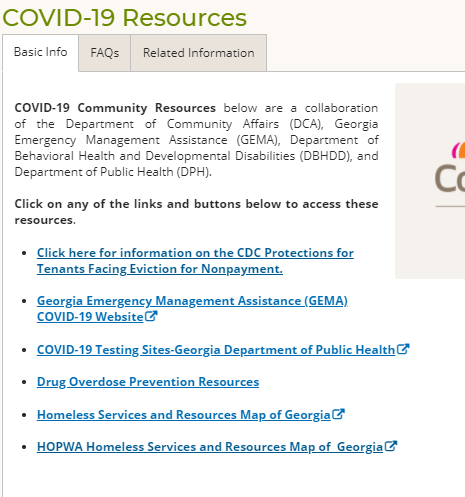 COVID-19 Resources
Basic Info
FAQs
Related Information
COVID-19 Community Resources below are a collaboration
of the Department of Community Affairs (DCA), Georgia
Emergency Management Assistance (GEMA), Department of
Behavioral Health and Developmental Disabilities (DBHDD), and
Department of Public Health (DPH).
Click on any of the links and buttons below to access these
resources.
Click here for information on the CDC Protections for
Tenants Facing Eviction for Nonpayment.
Georgia Emergency Management Assistance (GEMA)
COVID-19 Website
COVID-19 Testing Sites-Georgia Department of Public Health
Drug Overdose Prevention Resources
Homeless Services and Resources Map of Georgia
HOPWA Homeless Services and Resources Map of Georgia